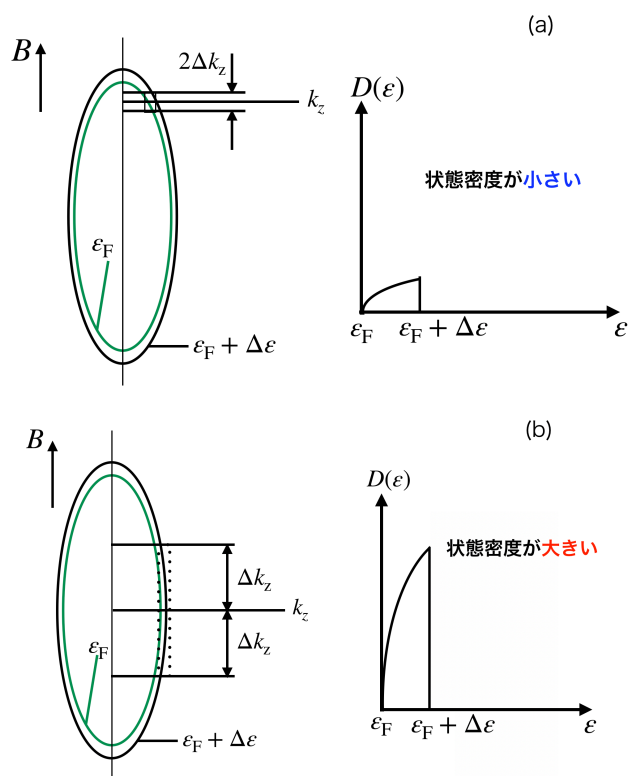 (a)
B
2Δk_z
k_z
ε_F
ε_F + Δε
D(ε)
状態密度が小さい
ε_F
ε_F + Δε
ε
(b)
B
Δk_z
k_z
Δk_z
ε_F
ε_F + Δε
D(ε)
状態密度が大きい
ε_F
ε_F + Δε
ε